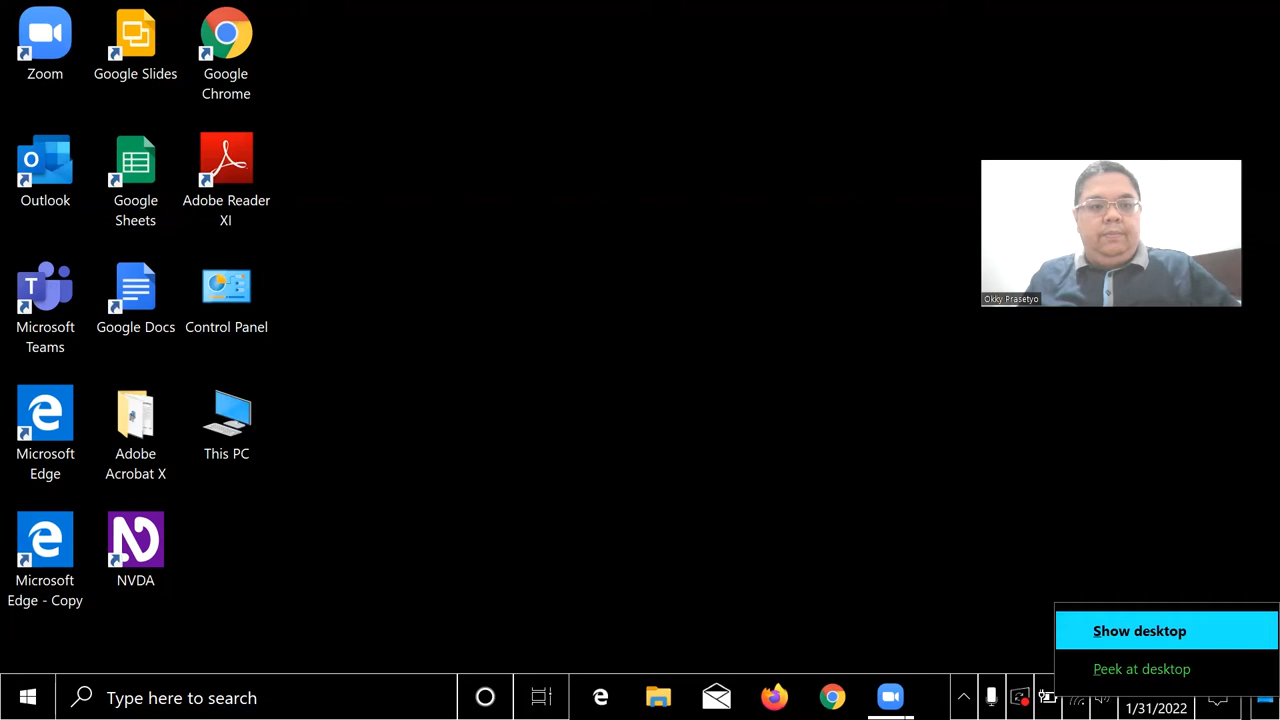 Zoom
Google Slides
Google
Chrome
Outlook
Google
Sheets
Adobe Reader
XI
Microsoft
Teams
Google Docs
Control Panel
Microsoft
Edge
Adobe
Acrobat X
This PC
Microsoft
Edge - Copy
NVDA
Okky Prasetyo
Show desktop
Peek at desktop
Type here to search
1/31/2022